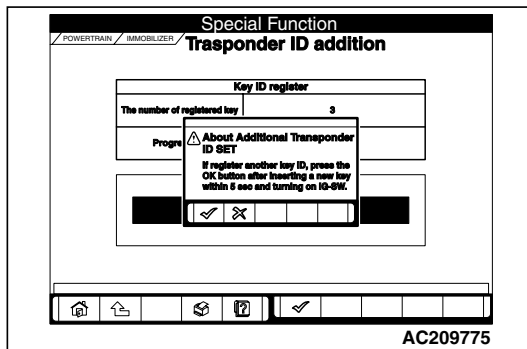 Special Function
POWERTRAIN IMMOBILIZER Trasponder ID addition
Key ID register
The number of registered key 3
Progre
About Additional Transponder
ID SET
If register another key ID, press the
OK button after inserting a new key
within 5 sec and turning on IG-SW.
AC209775